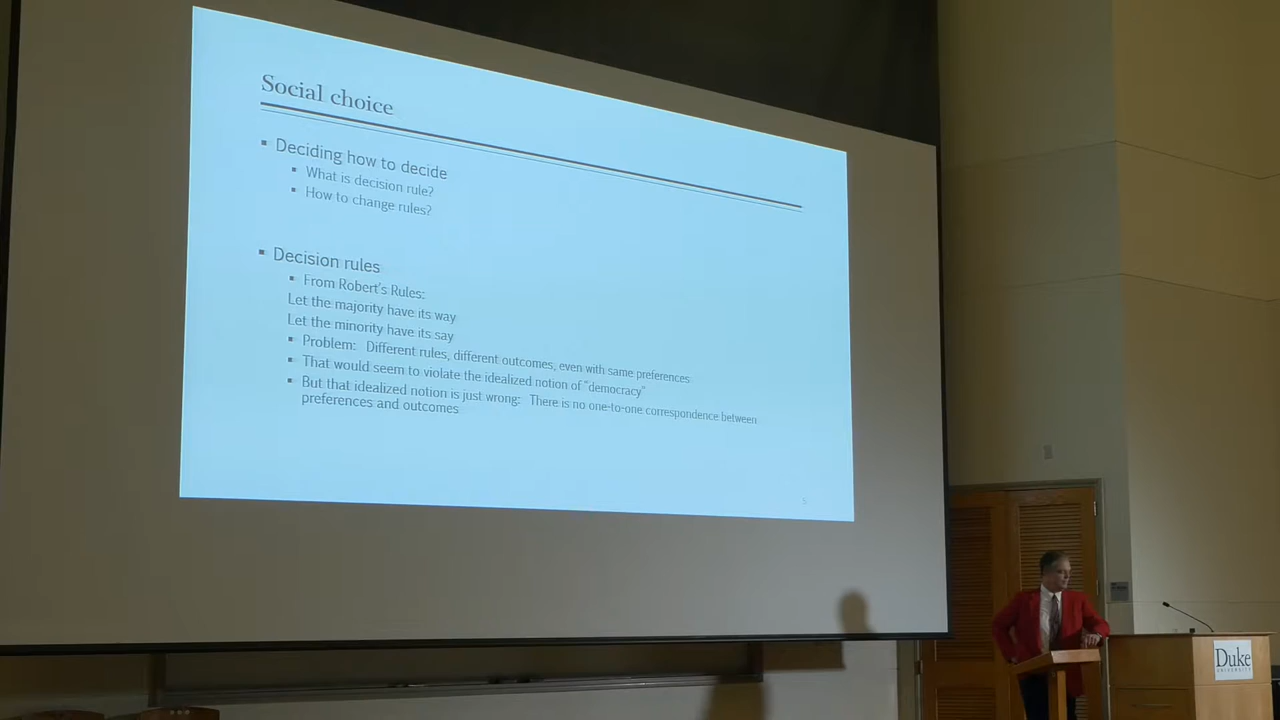 Social choice
Deciding how to decide
What is decision rule?
How to change rules?
Decision rules
From Robert's Rules:
Let the majority have its way
Let the minority have its say
Problem: Different rules, different outcomes, even with same preferences
That would seem to violate the idealized notion of "democracy"
But that idealized notion is just wrong: There is no one-to-one correspondence between
preferences and outcomes
5
Duke
UNIVERSITY